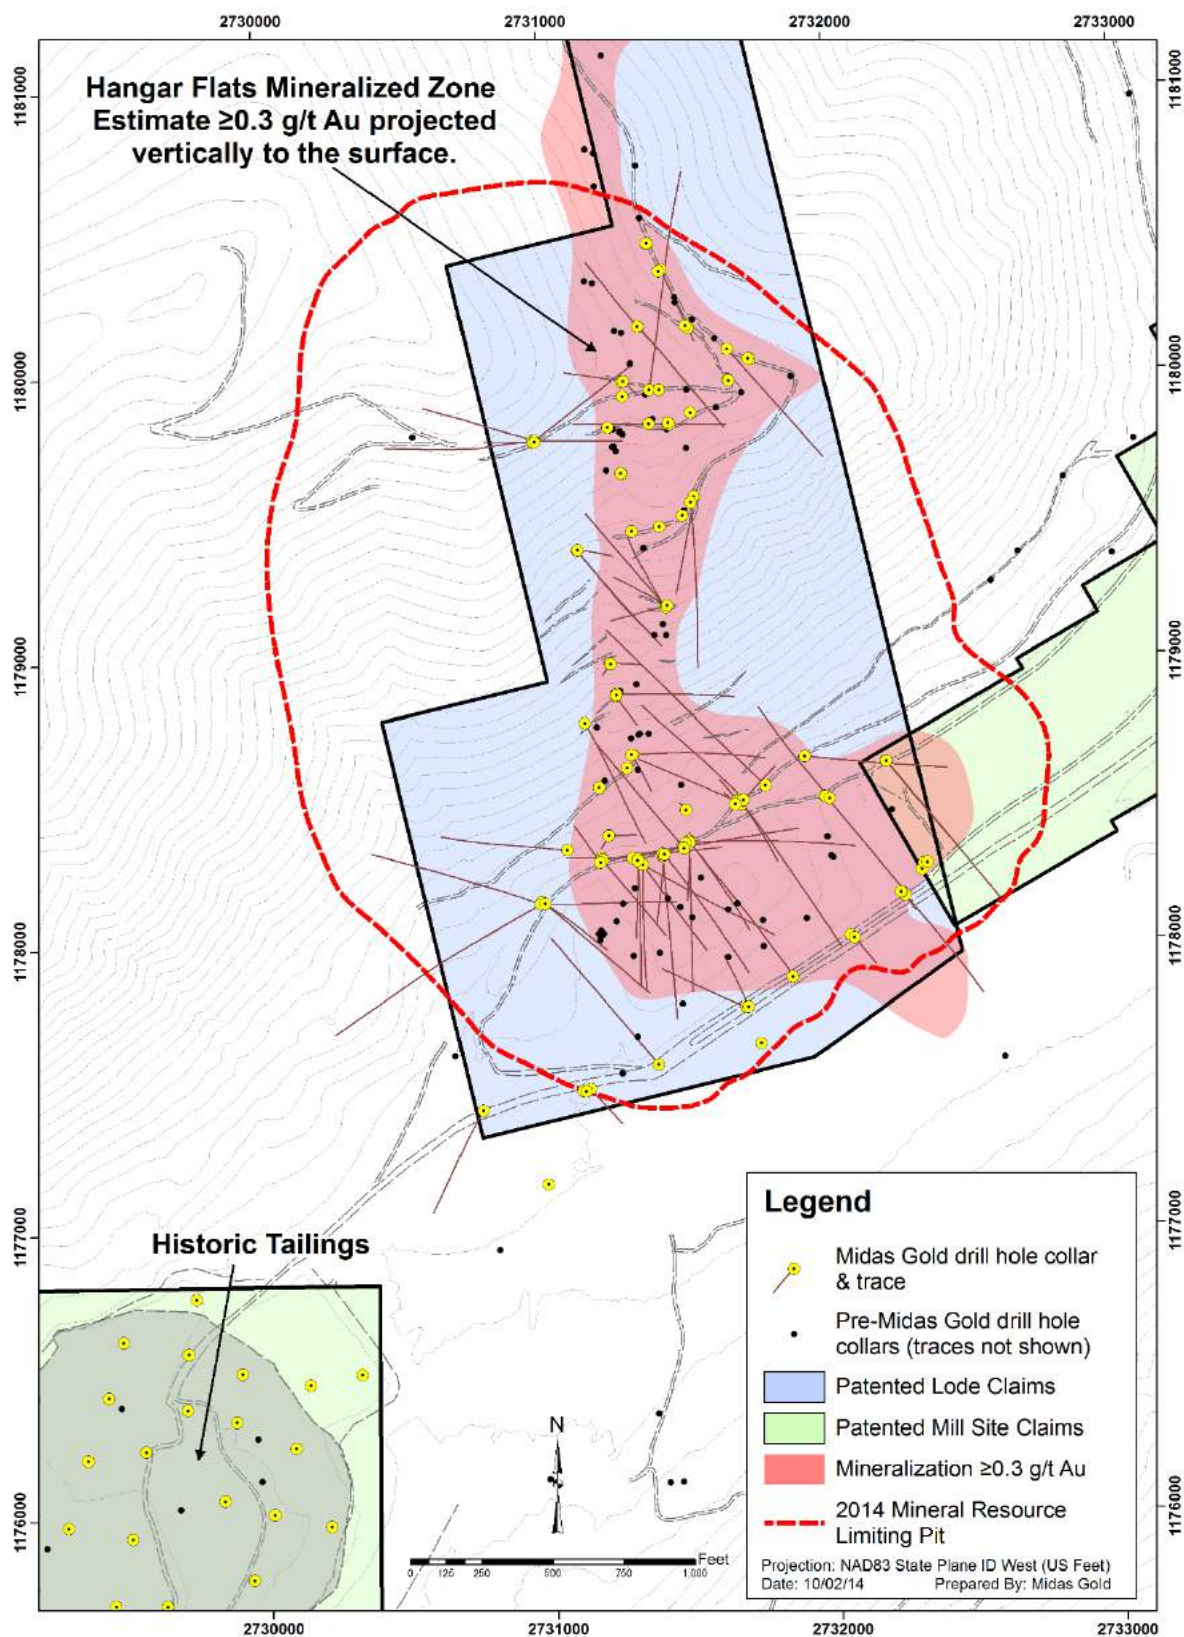 2730000
2731000
2732000
2733000
1181000
1181000
Hangar Flats Mineralized Zone
Estimate ≥0.3 g/t Au projected
vertically to the surface.
1180000
1180000
1179000
1179000
1178000
1178000
1177000
1177000
Historic Tailings
Legend
Midas Gold drill hole collar
& trace
Pre-Midas Gold drill hole
collars (traces not shown)
Patented Lode Claims
Patented Mill Site Claims
Mineralization ≥0.3 g/t Au
2014 Mineral Resource
Limiting Pit
Projection: NAD83 State Plane ID West (US Feet)
Date: 10/02/14 Prepared By: Midas Gold
N
Feet
0 125 250 500 750 1,000
1176000
1176000
2730000
2731000
2732000
2733000